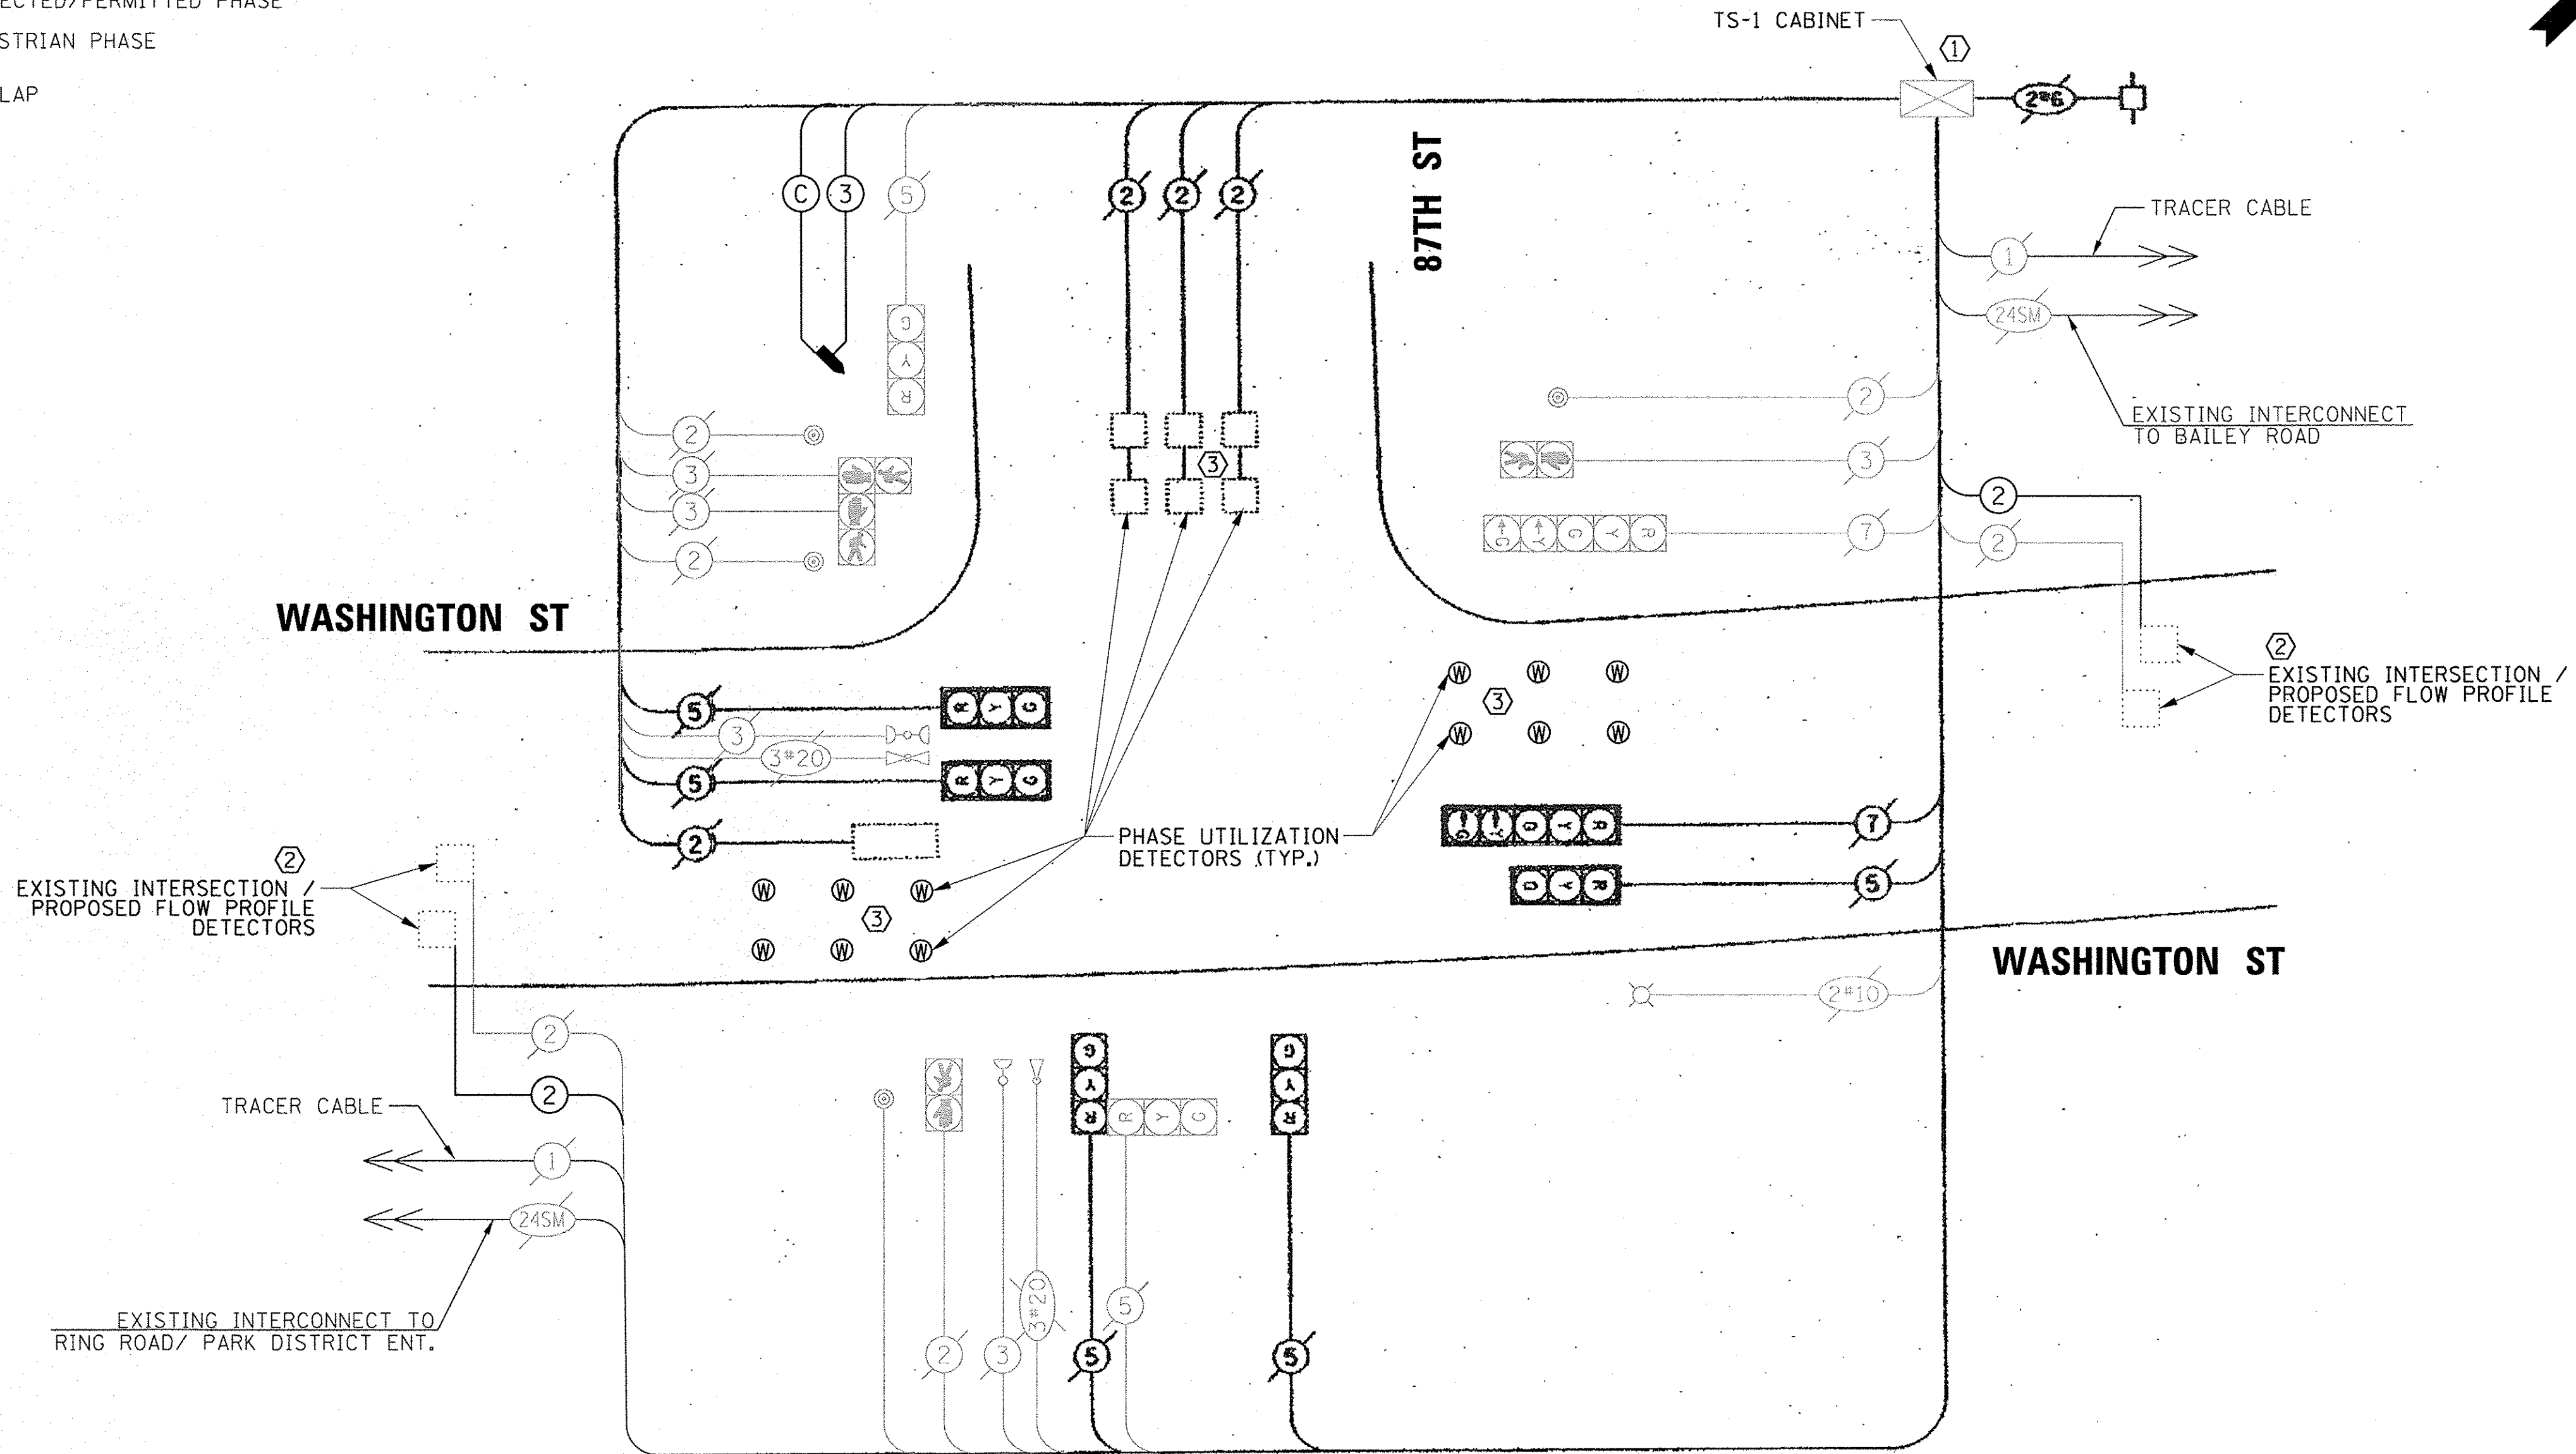 ECTED/PERMITTED PHASE
STRIAN PHASE
LAP
TS-1 CABINET
1
2#6
87TH ST
C
3
5
2
2
2
TRACER CABLE
1
24SM
EXISTING INTERCONNECT
TO BAILEY ROAD
G
Y
R
2
3
3
2
3
2
3
7
G Y G Y R
2
2
WASHINGTON ST
2
EXISTING INTERSECTION /
PROPOSED FLOW PROFILE
DETECTORS
5
R Y G
3
3#20
5
R Y G
2
W W W
3
W W W
PHASE UTILIZATION
DETECTORS (TYP.)
G Y G Y R
7
G Y R
5
2
EXISTING INTERSECTION /
PROPOSED FLOW PROFILE
DETECTORS
W W W
3
W W W
WASHINGTON ST
2#10
2
2
TRACER CABLE
1
24SM
EXISTING INTERCONNECT TO
RING ROAD/ PARK DISTRICT ENT.
G
Y
R
R Y G
G
Y
R
2
3
3#20
5
5
5